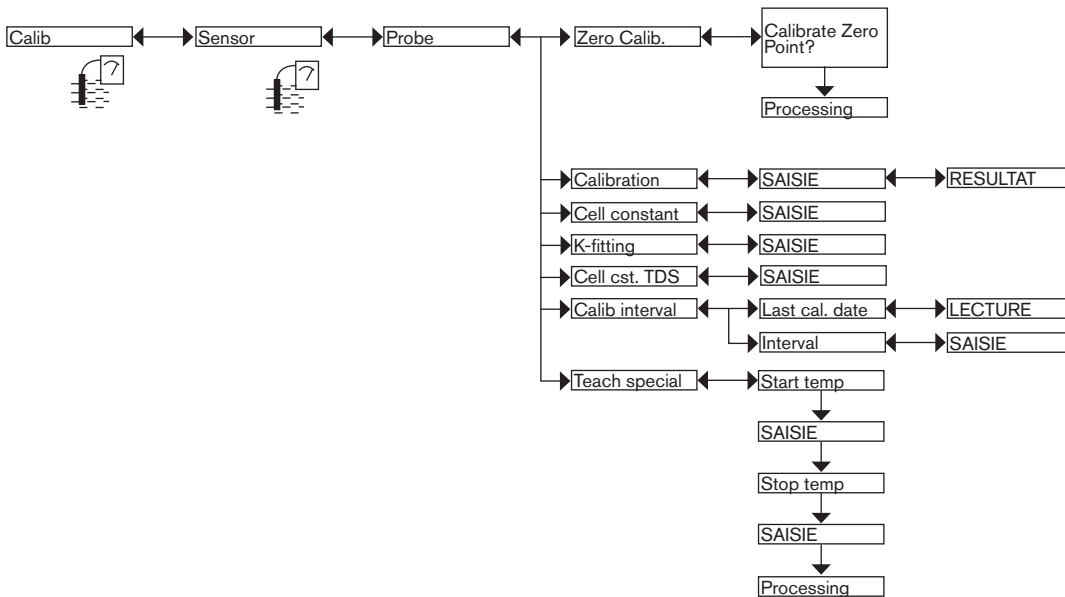 Calib
Sensor
Probe
Zero Calib.
Calibrate Zero
Point?
Processing
Calibration
SAISIE
RESULTAT
Cell constant
SAISIE
K-fitting
SAISIE
Cell cst. TDS
SAISIE
Calib interval
Last cal. date
LECTURE
Interval
SAISIE
Teach special
Start temp
SAISIE
Stop temp
SAISIE
Processing